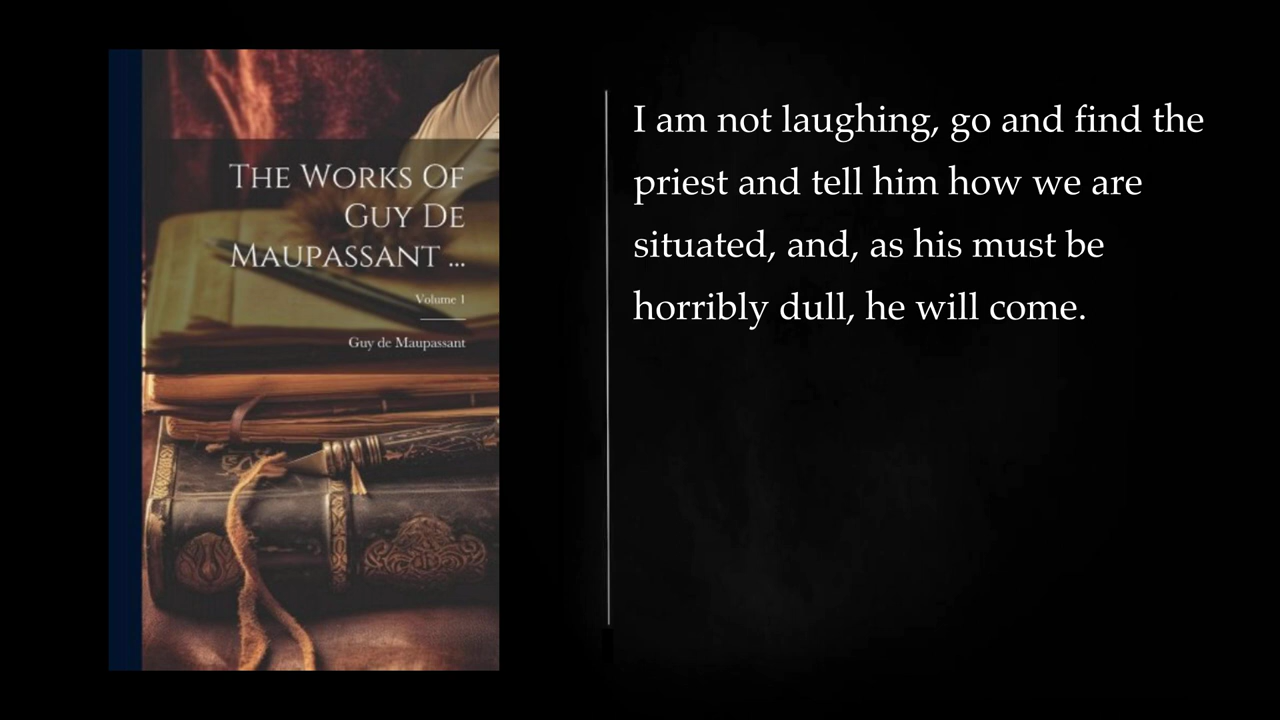 THE WORKS OF
GUY DE
MAUPASSANT ...
Volume 1
Guy de Maupassant
I am not laughing, go and find the
priest and tell him how we are
situated, and, as his must be
horribly dull, he will come.